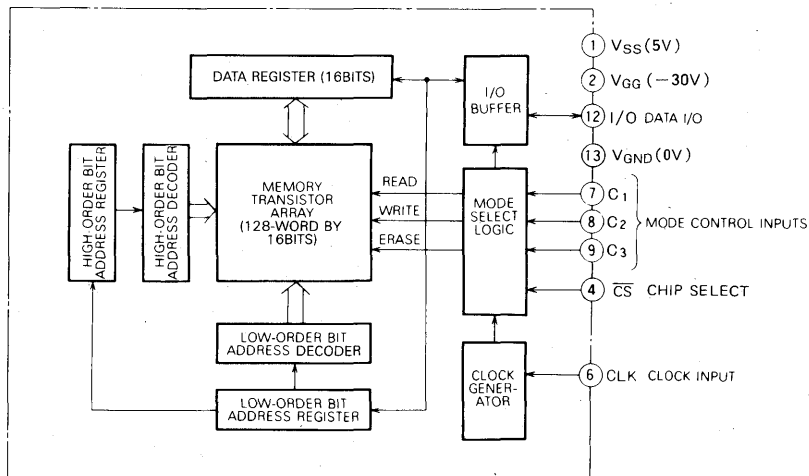 DATA REGISTER (16BITS)
I/O
BUFFER
1 VSS (5V)
2 VGG (−30V)
12 I/O DATA I/O
13 VGND (0V)
HIGH-ORDER BIT
ADDRESS REGISTER
HIGH-ORDER BIT
ADDRESS DECODER
MEMORY
TRANSISTOR
ARRAY
(128-WORD BY
16BITS)
READ
WRITE
ERASE
MODE
SELECT
LOGIC
7 C1
8 C2
9 C3
MODE CONTROL INPUTS
4 C̅S̅ CHIP SELECT
LOW-ORDER BIT
ADDRESS DECODER
LOW-ORDER BIT
ADDRESS REGISTER
CLOCK
GENER-
ATOR
6 CLK CLOCK INPUT